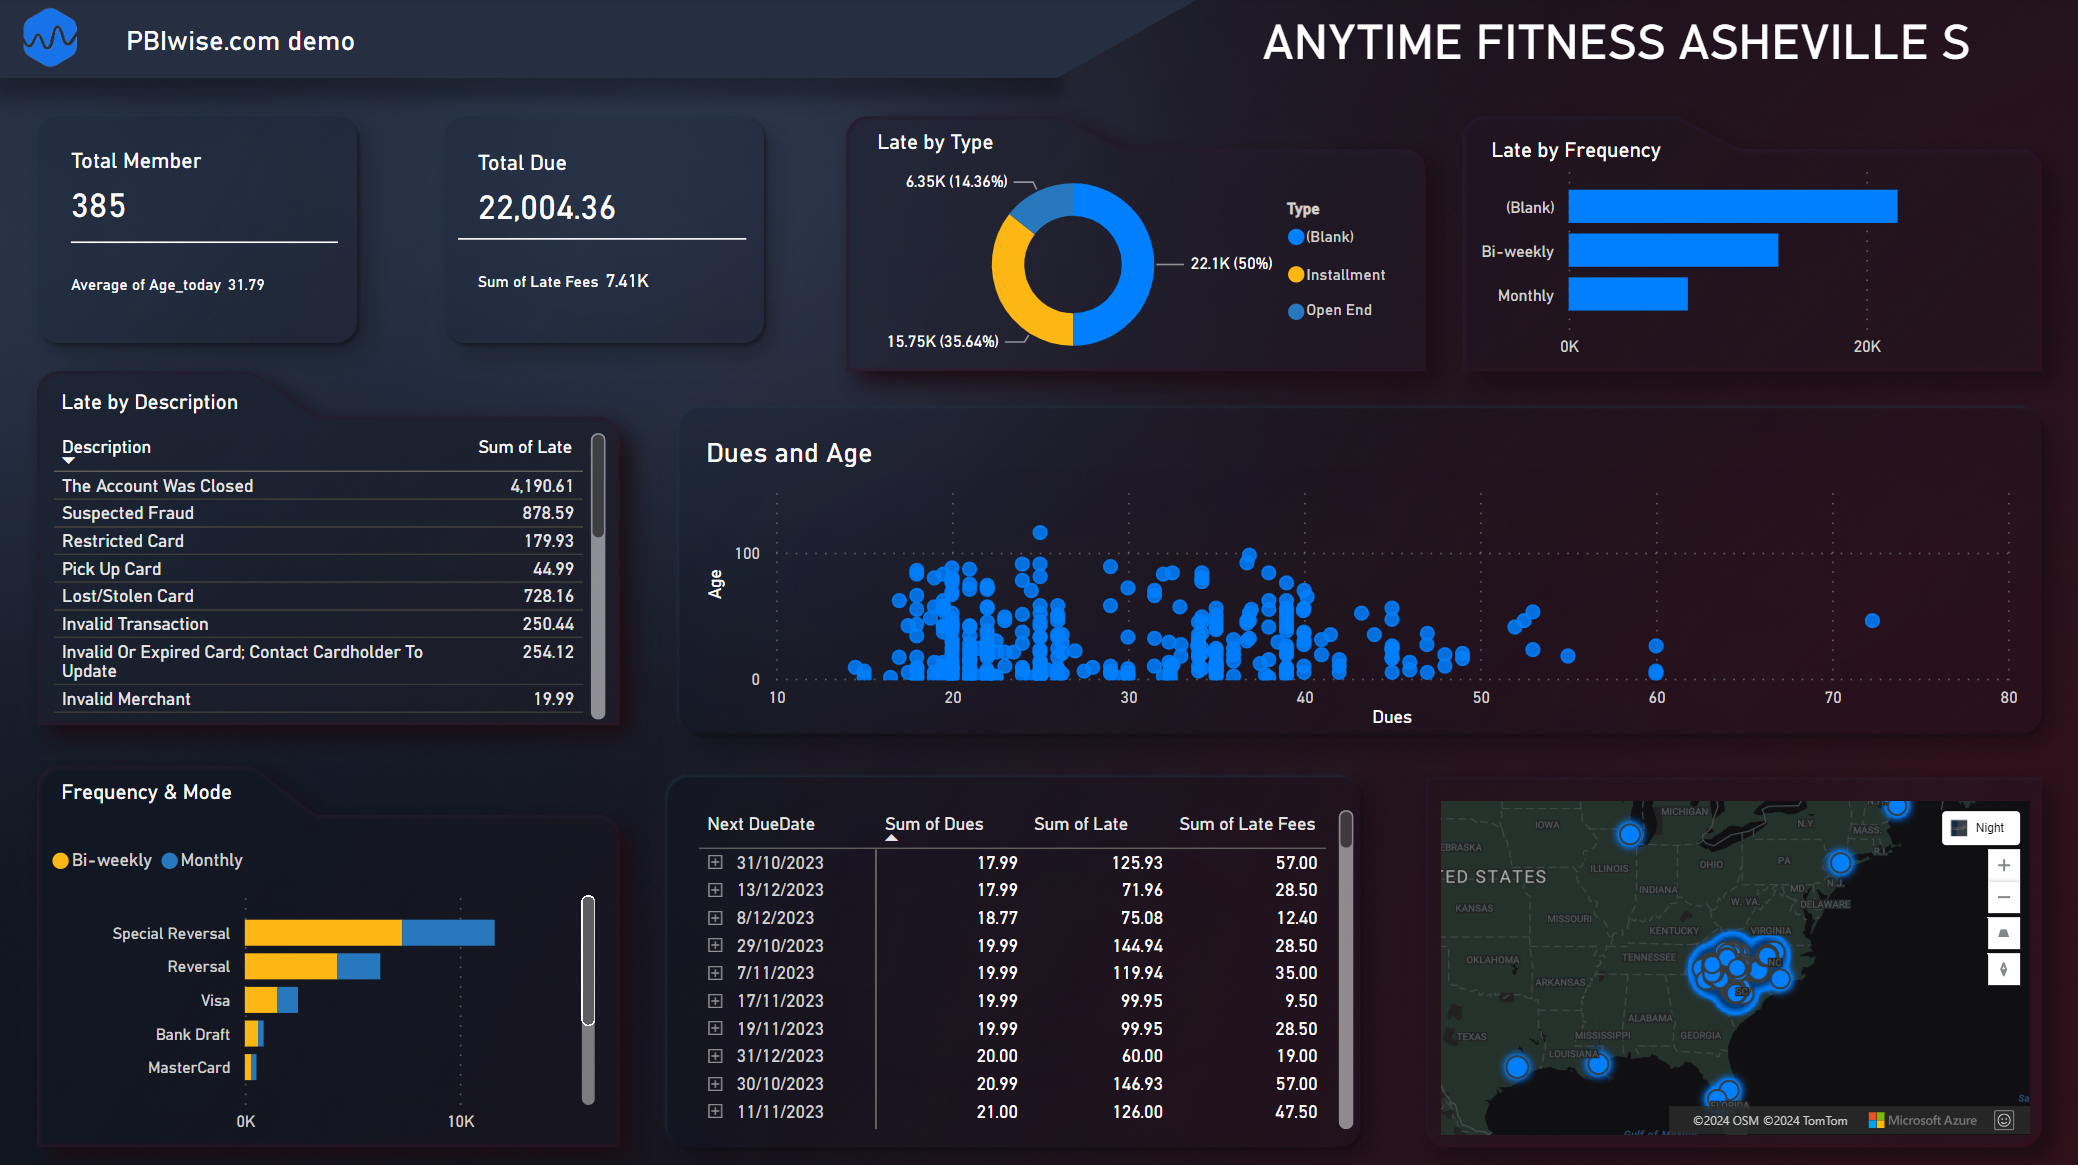 PBIwise.com demo
ANYTIME FITNESS ASHEVILLE S
Total Member
385
Average of Age_today 31.79
Total Due
22,004.36
Sum of Late Fees 7.41K
Late by Type
6.35K (14.36%)
22.1K (50%)
15.75K (35.64%)
Type
(Blank)
Installment
Open End
Late by Frequency
(Blank)
Bi-weekly
Monthly
0K 20K
Late by Description
Description Sum of Late
The Account Was Closed 4,190.61
Suspected Fraud 878.59
Restricted Card 179.93
Pick Up Card 44.99
Lost/Stolen Card 728.16
Invalid Transaction 250.44
Invalid Or Expired Card; Contact Cardholder To 254.12
Update
Invalid Merchant 19.99
Dues and Age
Age
100
0
10 20 30 40 50 60 70 80
Dues
Frequency & Mode
Bi-weekly Monthly
Special Reversal
Reversal
Visa
Bank Draft
MasterCard
0K 10K
Next DueDate Sum of Dues Sum of Late Sum of Late Fees
31/10/2023 17.99 125.93 57.00
13/12/2023 17.99 71.96 28.50
8/12/2023 18.77 75.08 12.40
29/10/2023 19.99 144.94 28.50
7/11/2023 19.99 119.94 35.00
17/11/2023 19.99 99.95 9.50
19/11/2023 19.99 99.95 28.50
31/12/2023 20.00 60.00 19.00
30/10/2023 20.99 146.93 57.00
11/11/2023 21.00 126.00 47.50
MICHIGAN
IOWA
N.Y.
MASS.
R.I.
Night
EBRASKA
ILLINOIS
OHIO
PA
TED STATES
INDIANA
MD.
N.J.
KANSAS
W. VA.
DELAWARE
MISSOURI
KENTUCKY
VIRGINIA
OKLAHOMA
TENNESSEE
NC
ARKANSAS
SC
ALABAMA
TEXAS
MISSISSIPPI
GEORGIA
LOUISIANA
FLORIDA
Sa
©2024 OSM ©2024 TomTom Microsoft Azure